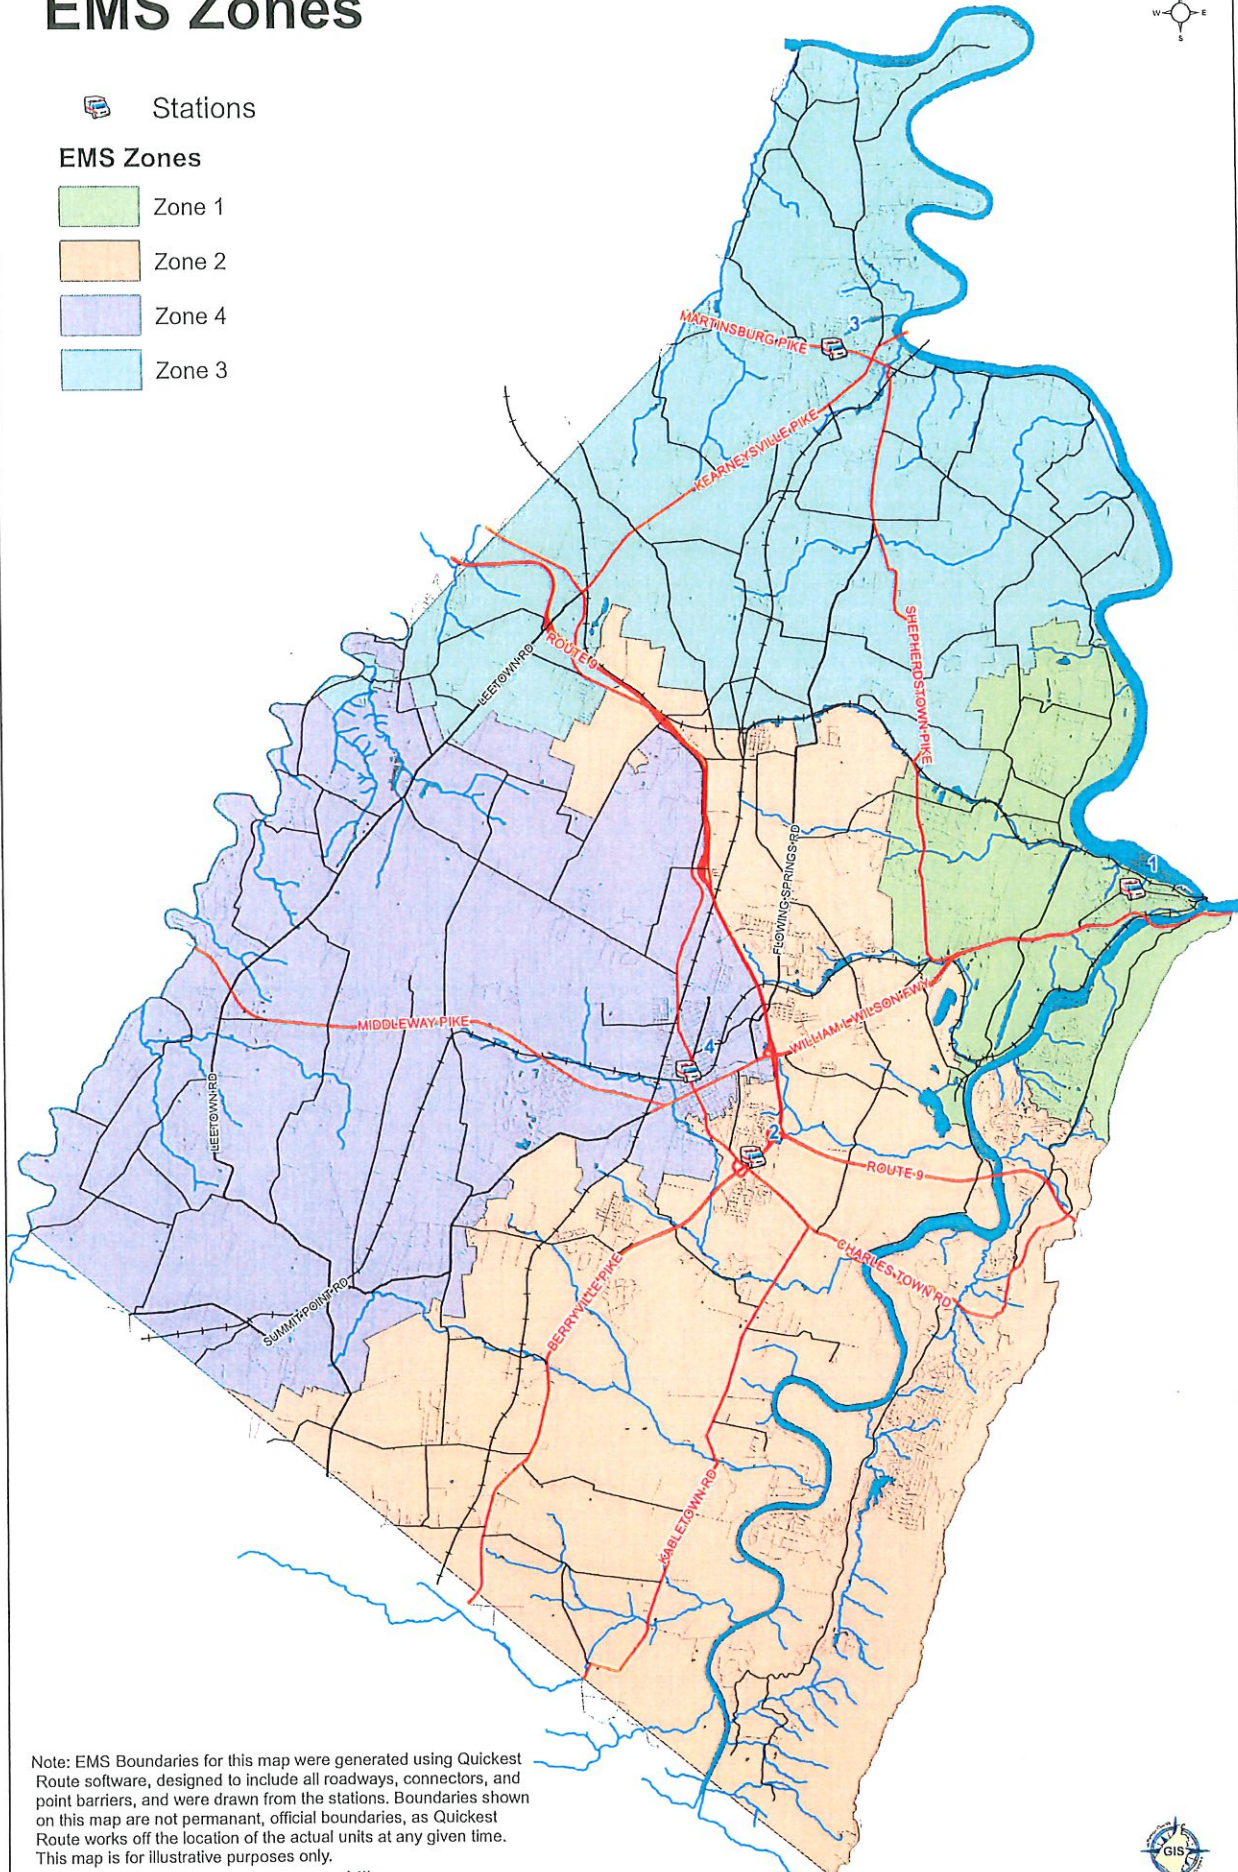 EMS Zones
W E
S
Stations
EMS Zones
Zone 1
Zone 2
Zone 4
Zone 3
MARTINSBURG PIKE
3
KEARNEYSVILLE PIKE
SHEPHERDSTOWN PIKE
ROUTE 9
LEETOWN RD
FLOWING SPRINGS RD
1
WILLIAM L WILSON FWY
MIDDLEWAY PIKE
4
LEETOWN RD
2
ROUTE 9
CHARLES TOWN RD
BERRYVILLE PIKE
SUMMIT POINT RD
KABLETOWN RD
Note: EMS Boundaries for this map were generated using Quickest
Route software, designed to include all roadways, connectors, and
point barriers, and were drawn from the stations. Boundaries shown
on this map are not permanant, official boundaries, as Quickest
Route works off the location of the actual units at any given time.
This map is for illustrative purposes only.
GIS